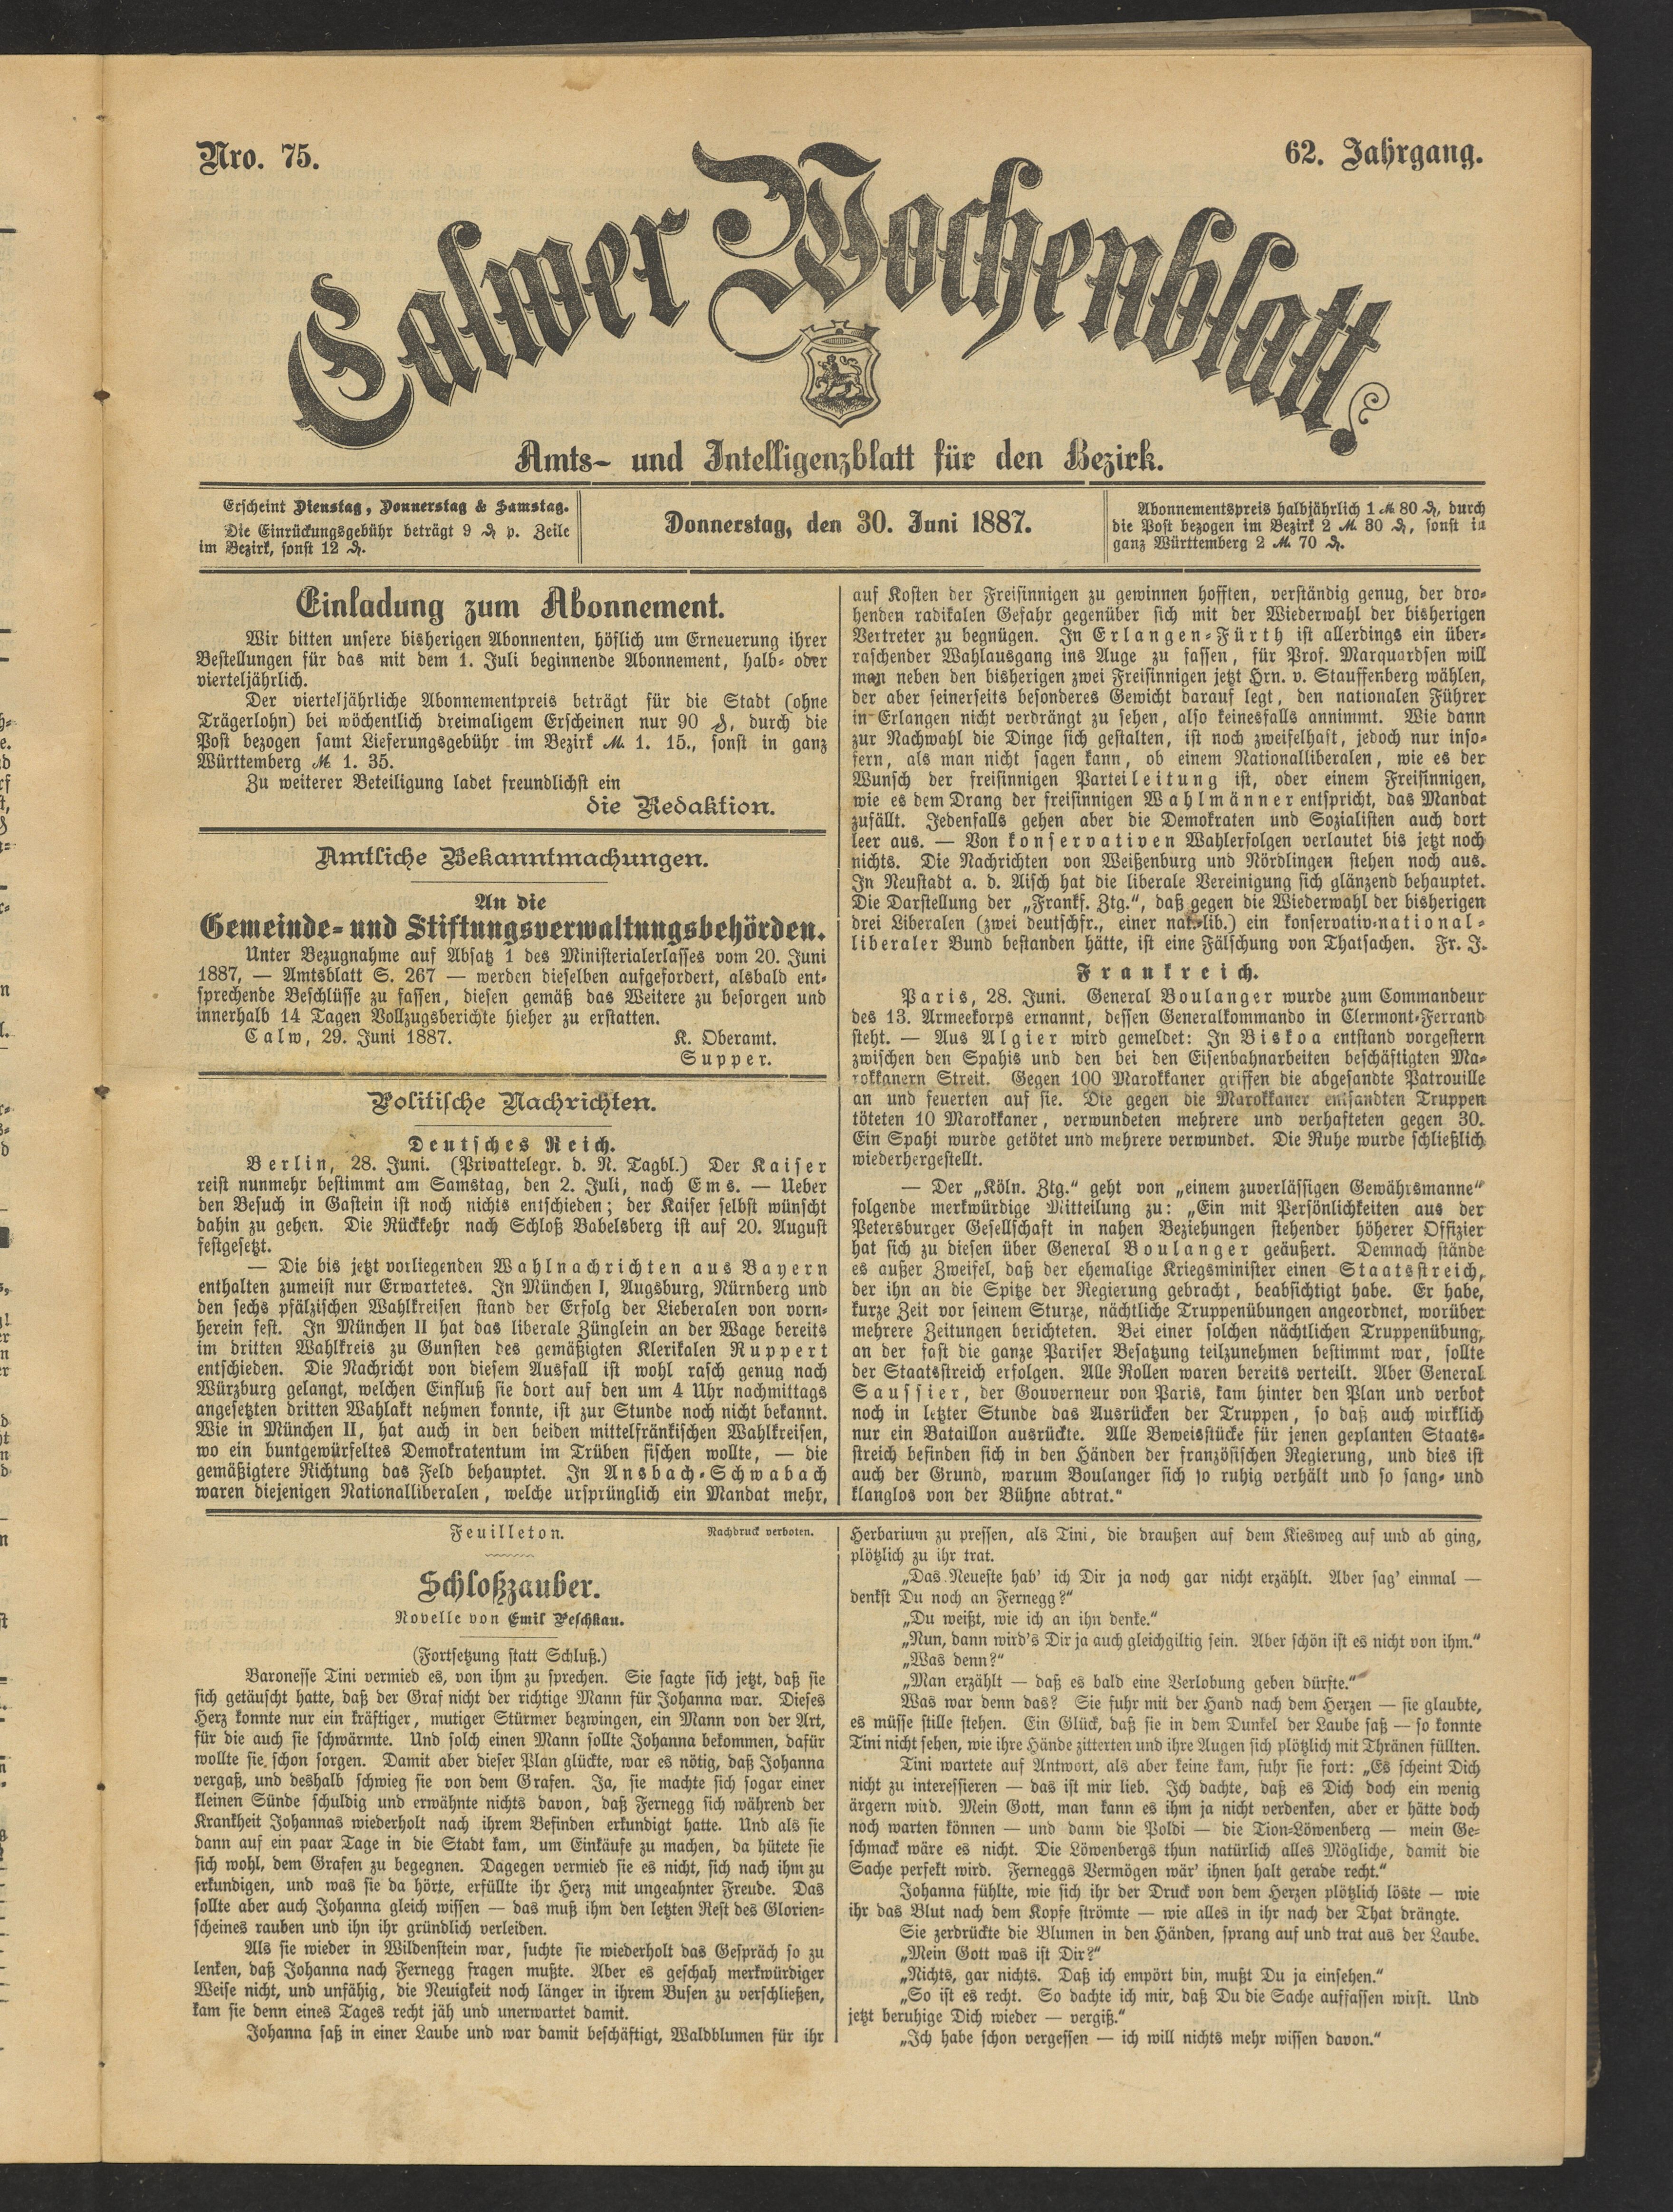 Nro. 75.
62. Jahrgang.
Calwer Wochenblatt.
Amts- und Intelligenzblatt für den Bezirk.
Erscheint Dienstag, Donnerstag & Samstag.
Die Einrückungsgebühr beträgt 9 ₰ p. Zeile
im Bezirk, sonst 12 ₰.
Donnerstag, den 30. Juni 1887.
Abonnementspreis halbjährlich 1 ℳ 80 ₰, durch
die Post bezogen im Bezirk 2 ℳ 30 ₰, sonst in
ganz Württemberg 2 ℳ 70 ₰.
Einladung zum Abonnement.
Wir bitten unsere bisherigen Abonnenten, höflich um Erneuerung ihrer
Bestellungen für das mit dem 1. Juli beginnende Abonnement, halb- oder
vierteljährlich.
Der vierteljährliche Abonnementpreis beträgt für die Stadt (ohne
Trägerlohn) bei wöchentlich dreimaligem Erscheinen nur 90 ₰, durch die
Post bezogen samt Lieferungsgebühr im Bezirk ℳ 1. 15., sonst in ganz
Württemberg ℳ 1. 35.
Zu weiterer Beteiligung ladet freundlichst ein
die Redaktion.
Amtliche Bekanntmachungen.
An die
Gemeinde- und Stiftungsverwaltungsbehörden.
Unter Bezugnahme auf Absatz 1 des Ministerialerlasses vom 20. Juni
1887, — Amtsblatt S. 267 — werden dieselben aufgefordert, alsbald ent-
sprechende Beschlüsse zu fassen, diesen gemäß das Weitere zu besorgen und
innerhalb 14 Tagen Vollzugsberichte hieher zu erstatten.
Calw, 29. Juni 1887. K. Oberamt.
Supper.
Politische Nachrichten.
Deutsches Reich.
Berlin, 28. Juni. (Privattelegr. d. N. Tagbl.) Der Kaiser
reist nunmehr bestimmt am Samstag, den 2. Juli, nach Ems. — Ueber
den Besuch in Gastein ist noch nichts entschieden; der Kaiser selbst wünscht
dahin zu gehen. Die Rückkehr nach Schloß Babelsberg ist auf 20. August
festgesetzt.
— Die bis jetzt vorliegenden Wahlnachrichten aus Bayern
enthalten zumeist nur Erwartetes. In München I, Augsburg, Nürnberg und
den sechs pfälzischen Wahlkreisen stand der Erfolg der Lieberalen von vorn-
herein fest. In München II hat das liberale Zünglein an der Wage bereits
im dritten Wahlkreis zu Gunsten des gemäßigten Klerikalen Ruppert
entschieden. Die Nachricht von diesem Ausfall ist wohl rasch genug nach
Würzburg gelangt, welchen Einfluß sie dort auf den um 4 Uhr nachmittags
angesetzten dritten Wahlakt nehmen konnte, ist zur Stunde noch nicht bekannt.
Wie in München II, hat auch in den beiden mittelfränkischen Wahlkreisen,
wo ein buntgewürfeltes Demokratentum im Trüben fischen wollte, — die
gemäßigtere Richtung das Feld behauptet. In Ansbach-Schwabach
waren diejenigen Nationalliberalen, welche ursprünglich ein Mandat mehr,
auf Kosten der Freisinnigen zu gewinnen hofften, verständig genug, der dro-
henden radikalen Gefahr gegenüber sich mit der Wiederwahl der bisherigen
Vertreter zu begnügen. In Erlangen-Fürth ist allerdings ein über-
raschender Wahlausgang ins Auge zu fassen, für Prof. Marquardsen will
man neben den bisherigen zwei Freisinnigen jetzt Hrn. v. Stauffenberg wählen,
der aber seinerseits besonderes Gewicht darauf legt, den nationalen Führer
in Erlangen nicht verdrängt zu sehen, also keinesfalls annimmt. Wie dann
zur Nachwahl die Dinge sich gestalten, ist noch zweifelhaft, jedoch nur inso-
fern, als man nicht sagen kann, ob einem Nationalliberalen, wie es der
Wunsch der freisinnigen Parteileitung ist, oder einem Freisinnigen,
wie es dem Drang der freisinnigen Wahlmänner entspricht, das Mandat
zufällt. Jedenfalls gehen aber die Demokraten und Sozialisten auch dort
leer aus. — Von konservativen Wahlerfolgen verlautet bis jetzt noch
nichts. Die Nachrichten von Weißenburg und Nördlingen stehen noch aus.
In Neustadt a. d. Aisch hat die liberale Vereinigung sich glänzend behauptet.
Die Darstellung der „Frankf. Ztg.“, daß gegen die Wiederwahl der bisherigen
drei Liberalen (zwei deutschfr., einer nat.-lib.) ein konservativ-national-
liberaler Bund bestanden hätte, ist eine Fälschung von Thatsachen. Fr. J.
Frankreich.
Paris, 28. Juni. General Boulanger wurde zum Commandeur
des 13. Armeekorps ernannt, dessen Generalkommando in Clermont-Ferrand
steht. — Aus Algier wird gemeldet: In Biskoa entstand vorgestern
zwischen den Spahis und den bei den Eisenbahnarbeiten beschäftigten Ma-
rokkanern Streit. Gegen 100 Marokkaner griffen die abgesandte Patrouille
an und feuerten auf sie. Die gegen die Marokkaner entsandten Truppen
töteten 10 Marokkaner, verwundeten mehrere und verhafteten gegen 30.
Ein Spahi wurde getötet und mehrere verwundet. Die Ruhe wurde schließlich
wiederhergestellt.
— Der „Köln. Ztg.“ geht von „einem zuverlässigen Gewährsmanne“
folgende merkwürdige Mitteilung zu: „Ein mit Persönlichkeiten aus der
Petersburger Gesellschaft in nahen Beziehungen stehender höherer Offizier
hat sich zu diesen über General Boulanger geäußert. Demnach stände
es außer Zweifel, daß der ehemalige Kriegsminister einen Staatsstreich,
der ihn an die Spitze der Regierung gebracht, beabsichtigt habe. Er habe,
kurze Zeit vor seinem Sturze, nächtliche Truppenübungen angeordnet, worüber
mehrere Zeitungen berichteten. Bei einer solchen nächtlichen Truppenübung,
an der fast die ganze Pariser Besatzung teilzunehmen bestimmt war, sollte
der Staatsstreich erfolgen. Alle Rollen waren bereits verteilt. Aber General
Saussier, der Gouverneur von Paris, kam hinter den Plan und verbot
noch in letzter Stunde das Ausrücken der Truppen, so daß auch wirklich
nur ein Bataillon ausrückte. Alle Beweisstücke für jenen geplanten Staats-
streich befinden sich in den Händen der französischen Regierung, und dies ist
auch der Grund, warum Boulanger sich so ruhig verhält und so sang- und
klanglos von der Bühne abtrat.“
Feuilleton. Nachdruck verboten.
Schloßzauber.
Novelle von Emil Peschkau.
(Fortsetzung statt Schluß.)
Baronesse Tini vermied es, von ihm zu sprechen. Sie sagte sich jetzt, daß sie
sich getäuscht hatte, daß der Graf nicht der richtige Mann für Johanna war. Dieses
Herz konnte nur ein kräftiger, mutiger Stürmer bezwingen, ein Mann von der Art,
für die auch sie schwärmte. Und solch einen Mann sollte Johanna bekommen, dafür
wollte sie schon sorgen. Damit aber dieser Plan glückte, war es nötig, daß Johanna
vergaß, und deshalb schwieg sie von dem Grafen. Ja, sie machte sich sogar einer
kleinen Sünde schuldig und erwähnte nichts davon, daß Fernegg sich während der
Krankheit Johannas wiederholt nach ihrem Befinden erkundigt hatte. Und als sie
dann auf ein paar Tage in die Stadt kam, um Einkäufe zu machen, da hütete sie
sich wohl, dem Grafen zu begegnen. Dagegen vermied sie es nicht, sich nach ihm zu
erkundigen, und was sie da hörte, erfüllte ihr Herz mit ungeahnter Freude. Das
sollte aber auch Johanna gleich wissen — das muß ihm den letzten Rest des Glorien-
scheines rauben und ihn ihr gründlich verleiden.
Als sie wieder in Wildenstein war, suchte sie wiederholt das Gespräch so zu
lenken, daß Johanna nach Fernegg fragen mußte. Aber es geschah merkwürdiger
Weise nicht, und unfähig, die Neuigkeit noch länger in ihrem Busen zu verschließen,
kam sie denn eines Tages recht jäh und unerwartet damit.
Johanna saß in einer Laube und war damit beschäftigt, Waldblumen für ihr
Herbarium zu pressen, als Tini, die draußen auf dem Kiesweg auf und ab ging,
plötzlich zu ihr trat.
„Das Neueste hab' ich Dir ja noch gar nicht erzählt. Aber sag' einmal —
denkst Du noch an Fernegg?“
„Du weißt, wie ich an ihn denke.“
„Nun, dann wird's Dir ja auch gleichgiltig sein. Aber schön ist es nicht von ihm.“
„Was denn?“
„Man erzählt — daß es bald eine Verlobung geben dürfte.“
Was war denn das? Sie fuhr mit der Hand nach dem Herzen — sie glaubte,
es müsse stille stehen. Ein Glück, daß sie in dem Dunkel der Laube saß — so konnte
Tini nicht sehen, wie ihre Hände zitterten und ihre Augen sich plötzlich mit Thränen füllten.
Tini wartete auf Antwort, als aber keine kam, fuhr sie fort: „Es scheint Dich
nicht zu interessieren — das ist mir lieb. Ich dachte, daß es Dich doch ein wenig
ärgern wird. Mein Gott, man kann es ihm ja nicht verdenken, aber er hätte doch
noch warten können — und dann die Poldi — die Tion-Löwenberg — mein Ge-
schmack wäre es nicht. Die Löwenbergs thun natürlich alles Mögliche, damit die
Sache perfekt wird. Ferneggs Vermögen wär' ihnen halt gerade recht.“
Johanna fühlte, wie sich ihr der Druck von dem Herzen plötzlich löste — wie
ihr das Blut nach dem Kopfe strömte — wie alles in ihr nach der That drängte.
Sie zerdrückte die Blumen in den Händen, sprang auf und trat aus der Laube.
„Mein Gott was ist Dir?“
„Nichts, gar nichts. Daß ich empört bin, mußt Du ja einsehen.“
„So ist es recht. So dachte ich mir, daß Du die Sache auffassen wirst. Und
jetzt beruhige Dich wieder — vergiß.“
„Ich habe schon vergessen — ich will nichts mehr wissen davon.“